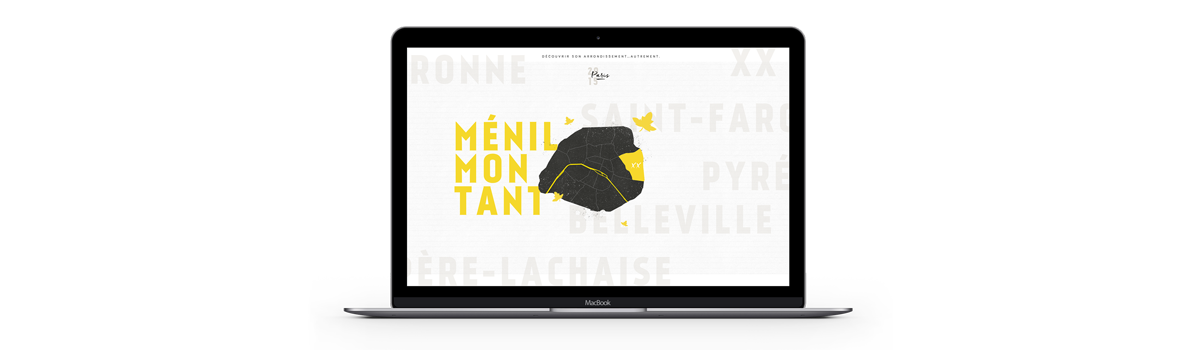 DÉCOUVRIR SON ARRONDISSEMENT, AUTREMENT.
RONNE
XX
Paris
SAINT-FARG
MÉNIL
MON
TANT
XX
PYRÉ
BELLEVILLE
PÈRE-LACHAISE
MacBook